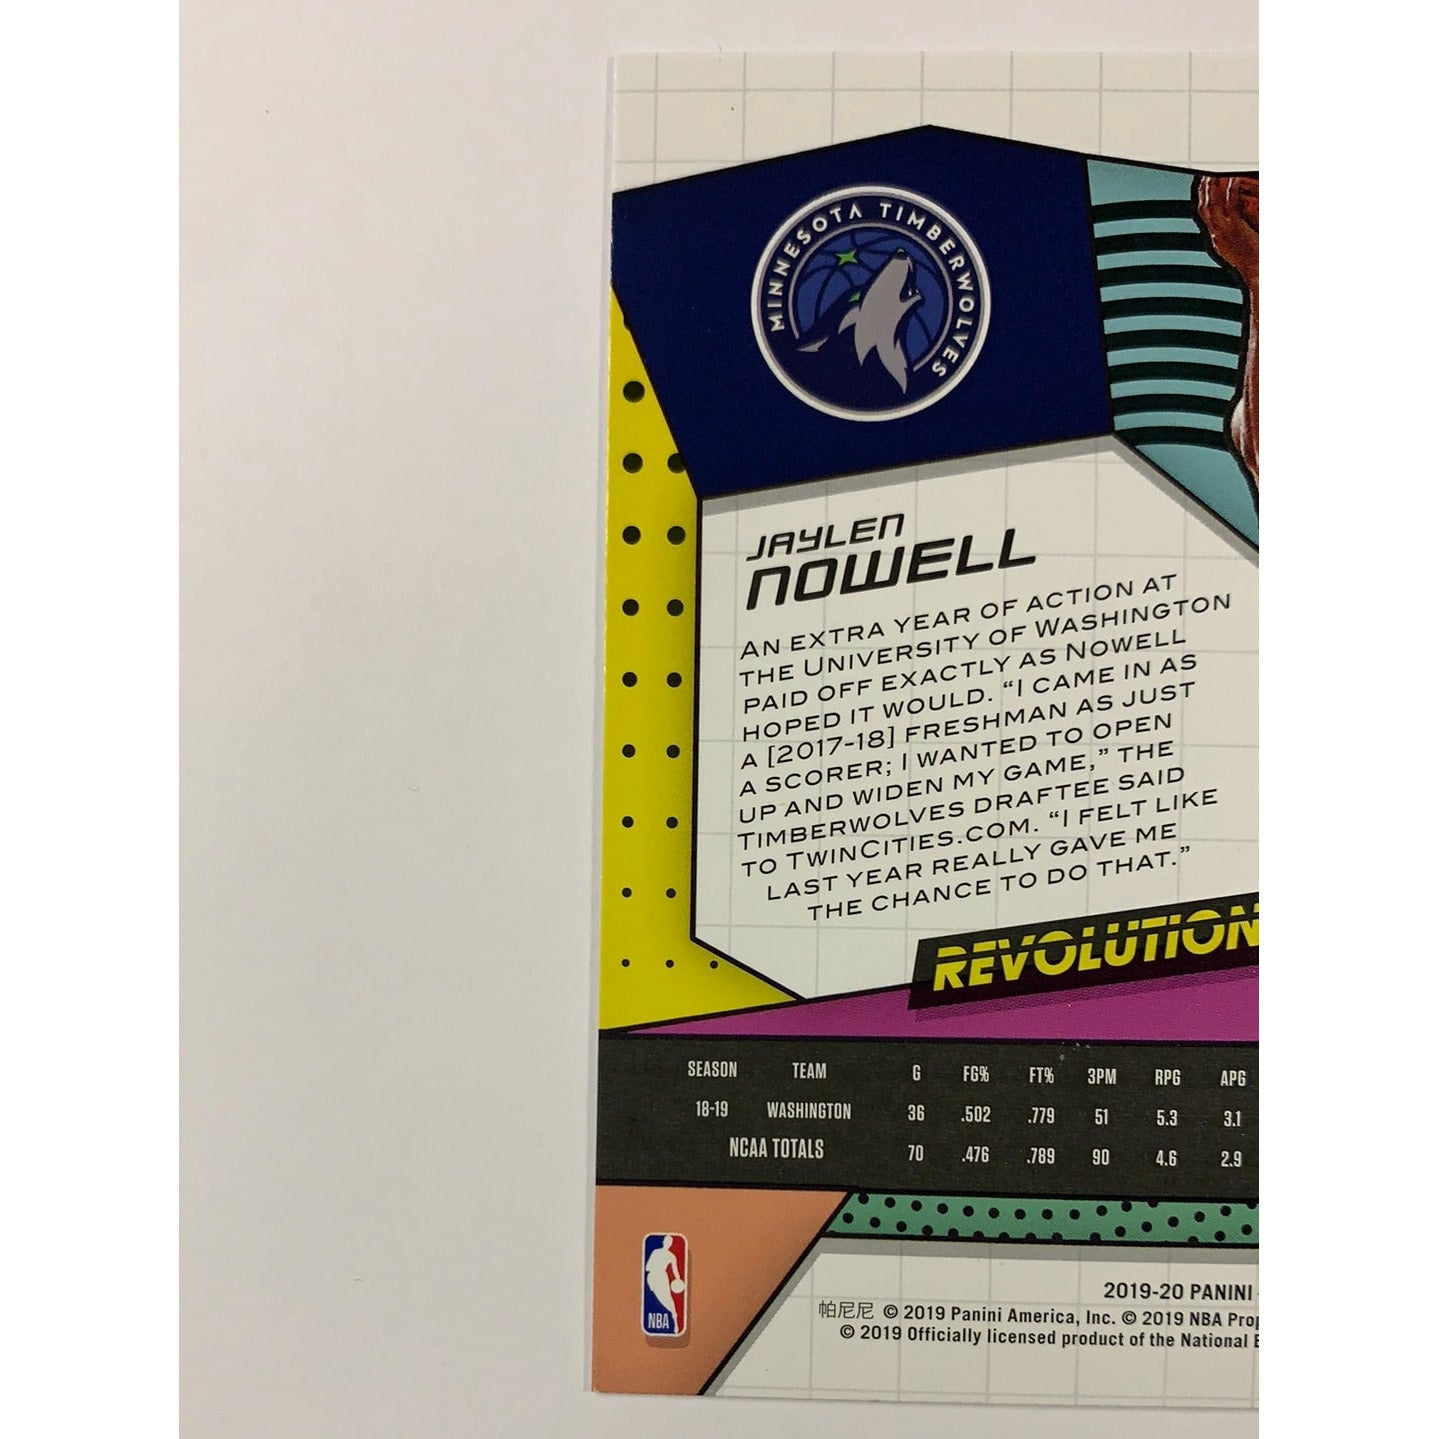 MINNESOTA TIMBERWOLVES
JAYLEN
NOWELL
AN EXTRA YEAR OF ACTION AT
THE UNIVERSITY OF WASHINGTON
PAID OFF EXACTLY AS NOWELL
HOPED IT WOULD. “I CAME IN AS
A [2017-18] FRESHMAN AS JUST
A SCORER; I WANTED TO OPEN
UP AND WIDEN MY GAME,” THE
TIMBERWOLVES DRAFTEE SAID
TO TWINCITIES.COM. “I FELT LIKE
LAST YEAR REALLY GAVE ME
THE CHANCE TO DO THAT.”
REVOLUTION
SEASON TEAM G FG% FT% 3PM RPG APG
18-19 WASHINGTON 36 .502 .779 51 5.3 3.1
NCAA TOTALS 70 .476 .789 90 4.6 2.9
NBA
2019-20 PANINI
帕尼尼 © 2019 Panini America, Inc. © 2019 NBA
© 2019 Officially licensed product of the National